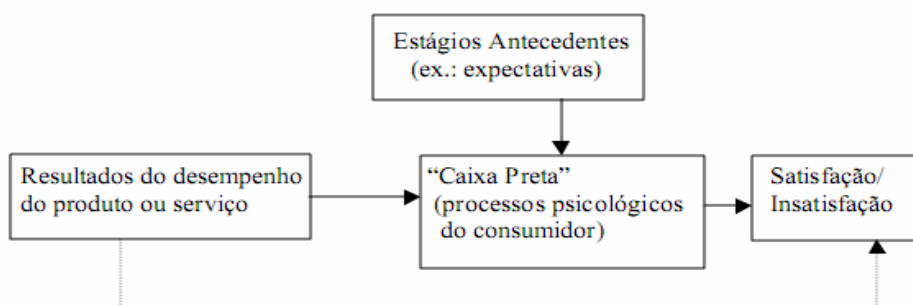 Estágios Antecedentes
(ex.: expectativas)
Resultados do desempenho
do produto ou serviço
“Caixa Preta”
(processos psicológicos
do consumidor)
Satisfação/
Insatisfação